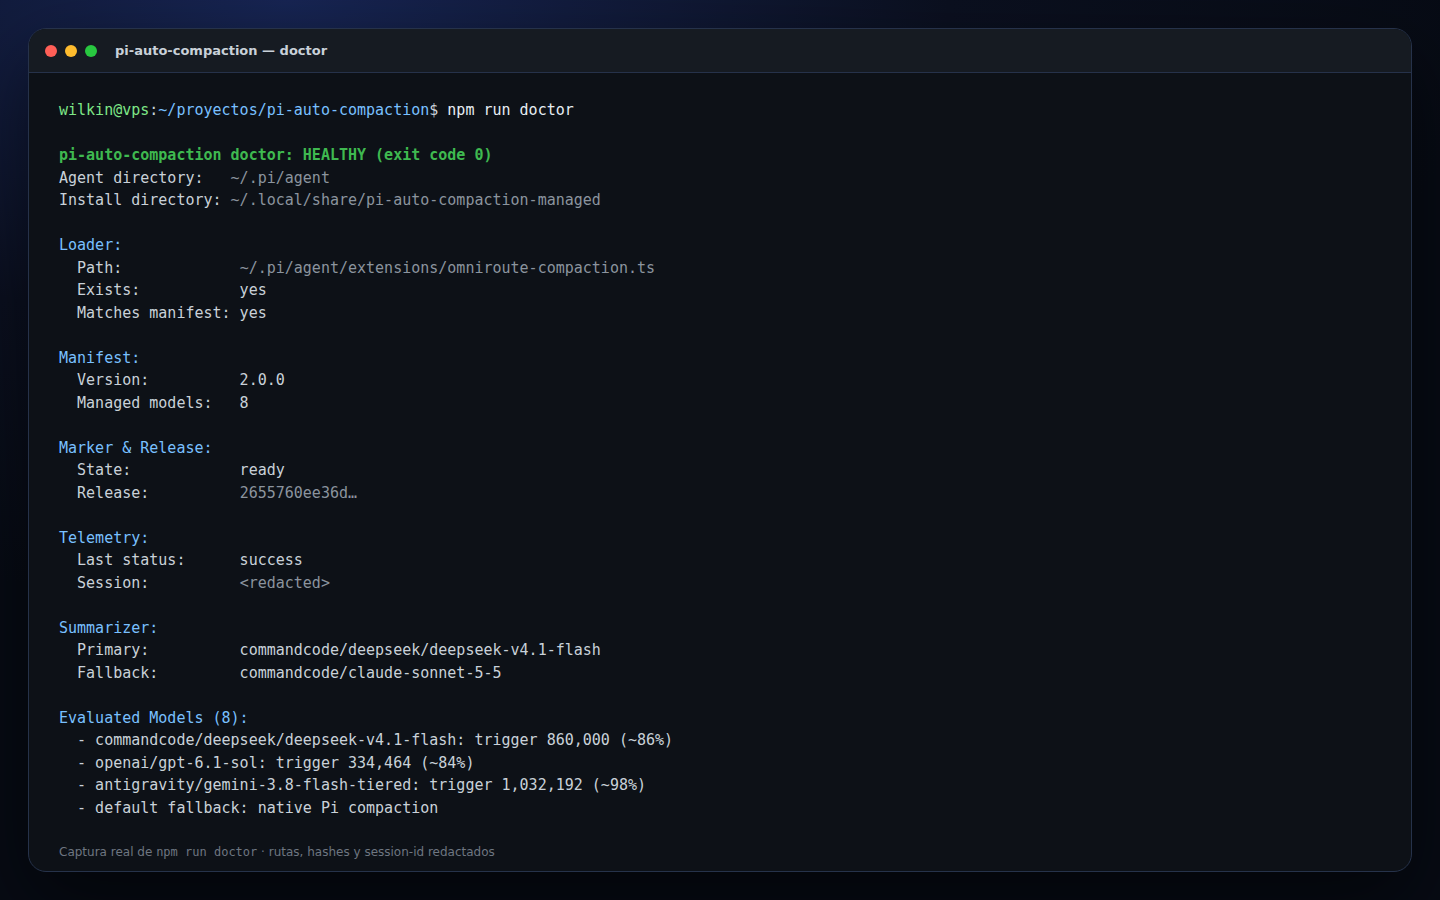 pi-auto-compaction — doctor
wilkin@vps:~/proyectos/pi-auto-compaction$ npm run doctor
pi-auto-compaction doctor: HEALTHY (exit code 0)
Agent directory: ~/.pi/agent
Install directory: ~/.local/share/pi-auto-compaction-managed
Loader:
Path: ~/.pi/agent/extensions/omniroute-compaction.ts
Exists: yes
Matches manifest: yes
Manifest:
Version: 2.0.0
Managed models: 8
Marker & Release:
State: ready
Release: 2655760ee36d…
Telemetry:
Last status: success
Session: <redacted>
Summarizer:
Primary: commandcode/deepseek/deepseek-v4.1-flash
Fallback: commandcode/claude-sonnet-5-5
Evaluated Models (8):
- commandcode/deepseek/deepseek-v4.1-flash: trigger 860,000 (~86%)
- openai/gpt-6.1-sol: trigger 334,464 (~84%)
- antigravity/gemini-3.8-flash-tiered: trigger 1,032,192 (~98%)
- default fallback: native Pi compaction
Captura real de npm run doctor · rutas, hashes y session-id redactados